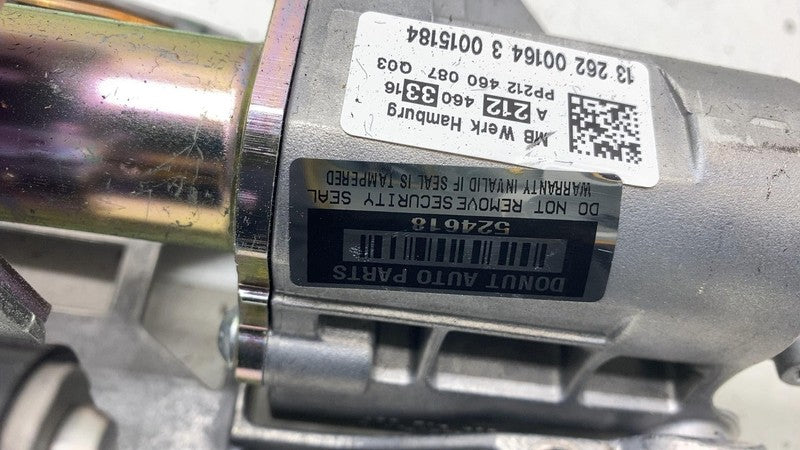 MB Werk Hamburg
A 212 460 33 16
PP212 460 087 Q03
13 262 00164 3 0015184
DONUT AUTO PARTS
524618
DO NOT REMOVE SECURITY SEAL
WARRANTY INVALID IF SEAL IS TAMPERED